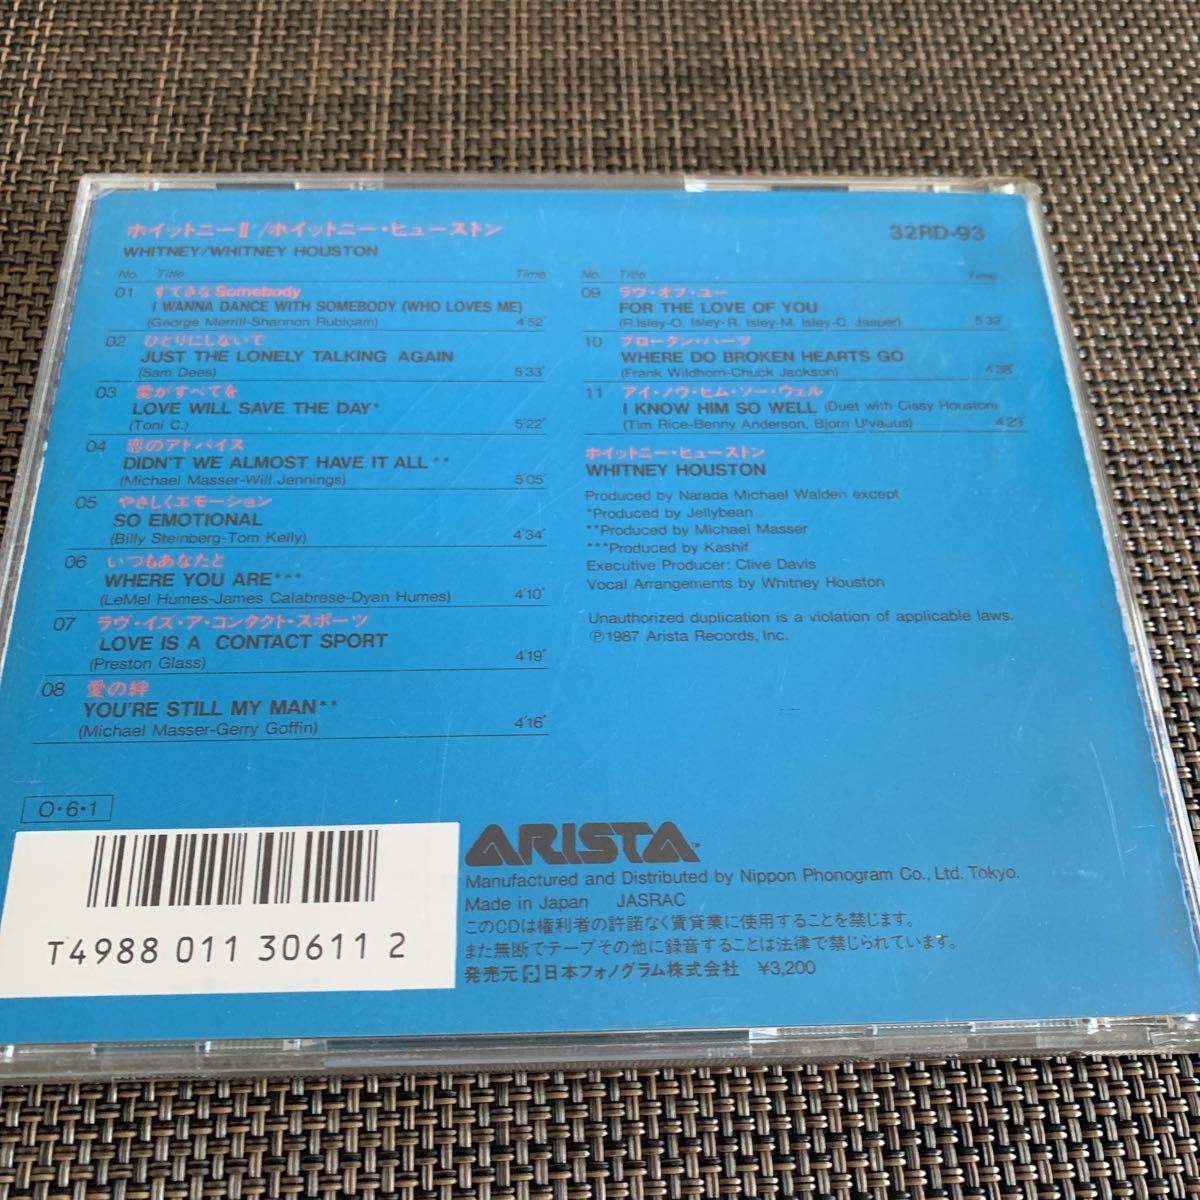 ホイットニーII/ホイットニー・ヒューストン
WHITNEY/WHITNEY HOUSTON
32RD-93
No. Title Time
01 すてきなSomebody
I WANNA DANCE WITH SOMEBODY (WHO LOVES ME)
(George Merrill-Shannon Rubicam) 4'52"
02 ひとりにしないで
JUST THE LONELY TALKING AGAIN
(Sam Dees) 5'33"
03 愛がすべてを
LOVE WILL SAVE THE DAY*
(Toni C.) 5'22"
04 恋のアドバイス
DIDN'T WE ALMOST HAVE IT ALL**
(Michael Masser-Will Jennings) 5'05"
05 やさしくエモーション
SO EMOTIONAL
(Billy Steinberg-Tom Kelly) 4'34"
06 いつもあなたと
WHERE YOU ARE***
(LeMel Humes-James Calabrese-Dyan Humes) 4'10"
07 ラヴ・イズ・ア・コンタクト・スポーツ
LOVE IS A CONTACT SPORT
(Preston Glass) 4'19"
08 愛の絆
YOU'RE STILL MY MAN**
(Michael Masser-Gerry Goffin) 4'16"
No. Title Time
09 ラヴ・オブ・ユー
FOR THE LOVE OF YOU
(R.Isley-O. Isley-R. Isley-M. Isley-C. Jasper) 5'32"
10 ブロークン・ハーツ
WHERE DO BROKEN HEARTS GO
(Frank Wildhorn-Chuck Jackson) 4'38"
11 アイ・ノウ・ヒム・ソー・ウェル
I KNOW HIM SO WELL (Duet with Cissy Houston)
(Tim Rice-Benny Anderson, Bjorn Ulvauus) 4'29"
ホイットニー・ヒューストン
WHITNEY HOUSTON
Produced by Narada Michael Walden except
*Produced by Jellybean
**Produced by Michael Masser
***Produced by Kashif
Executive Producer: Clive Davis
Vocal Arrangements by Whitney Houston
Unauthorized duplication is a violation of applicable laws.
Ⓟ1987 Arista Records, Inc.
O・6・1
T4988 011 30611 2
ARISTA™
Manufactured and Distributed by Nippon Phonogram Co., Ltd. Tokyo.
Made in Japan JASRAC
このCDは権利者の許諾なく賃貸業に使用することを禁じます。
また無断でテープその他に録音することは法律で禁じられています。
発売元 日本フォノグラム株式会社 ¥3,200